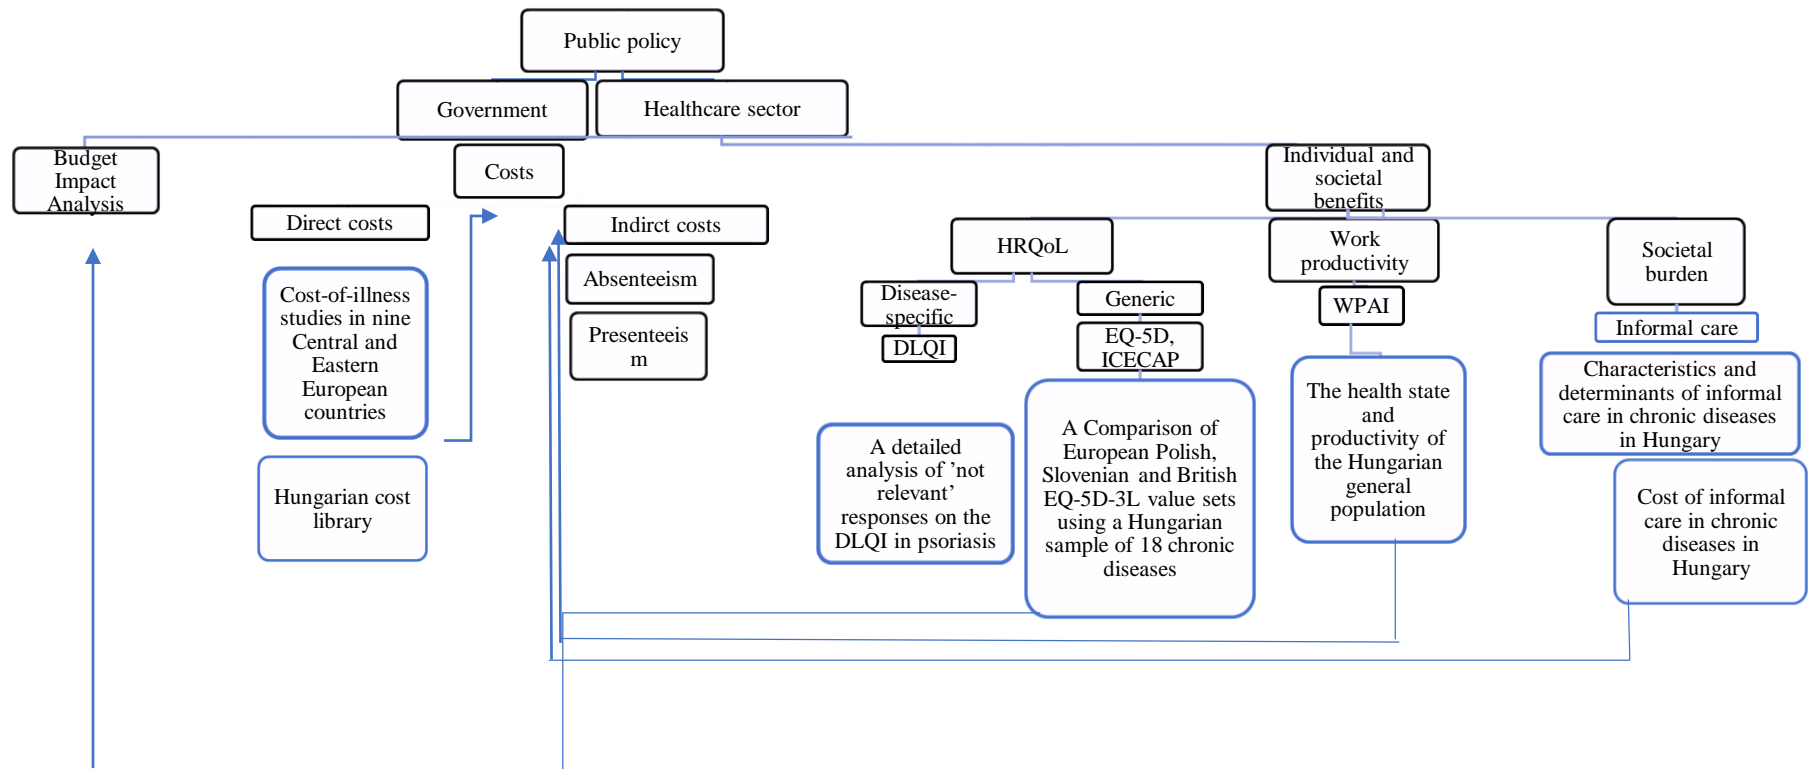 Public policy
Government
Healthcare sector
Budget
Impact
Analysis
Costs
Individual and
societal
benefits
Direct costs
Indirct costs
HRQoL
Work
productivity
Societal
burden
Absenteeism
Disease-
specific
Generic
WPAI
Cost-of-illness
studies in nine
Central and
Eastern
European
countries
Presenteeis
m
DLQI
EQ-5D,
ICECAP
Informal care
Characteristics and
determinants of informal
care in chronic diseases
in Hungary
The health state
and
productivity of
the Hungarian
general
population
A Comparison of
European Polish,
Slovenian and British
EQ-5D-3L value sets
using a Hungarian
sample of 18 chronic
diseases
A detailed
analysis of ’not
relevant’
responses on the
DLQI in psoriasis
Hungarian cost
library
Cost of informal
care in chronic
diseases in
Hungary